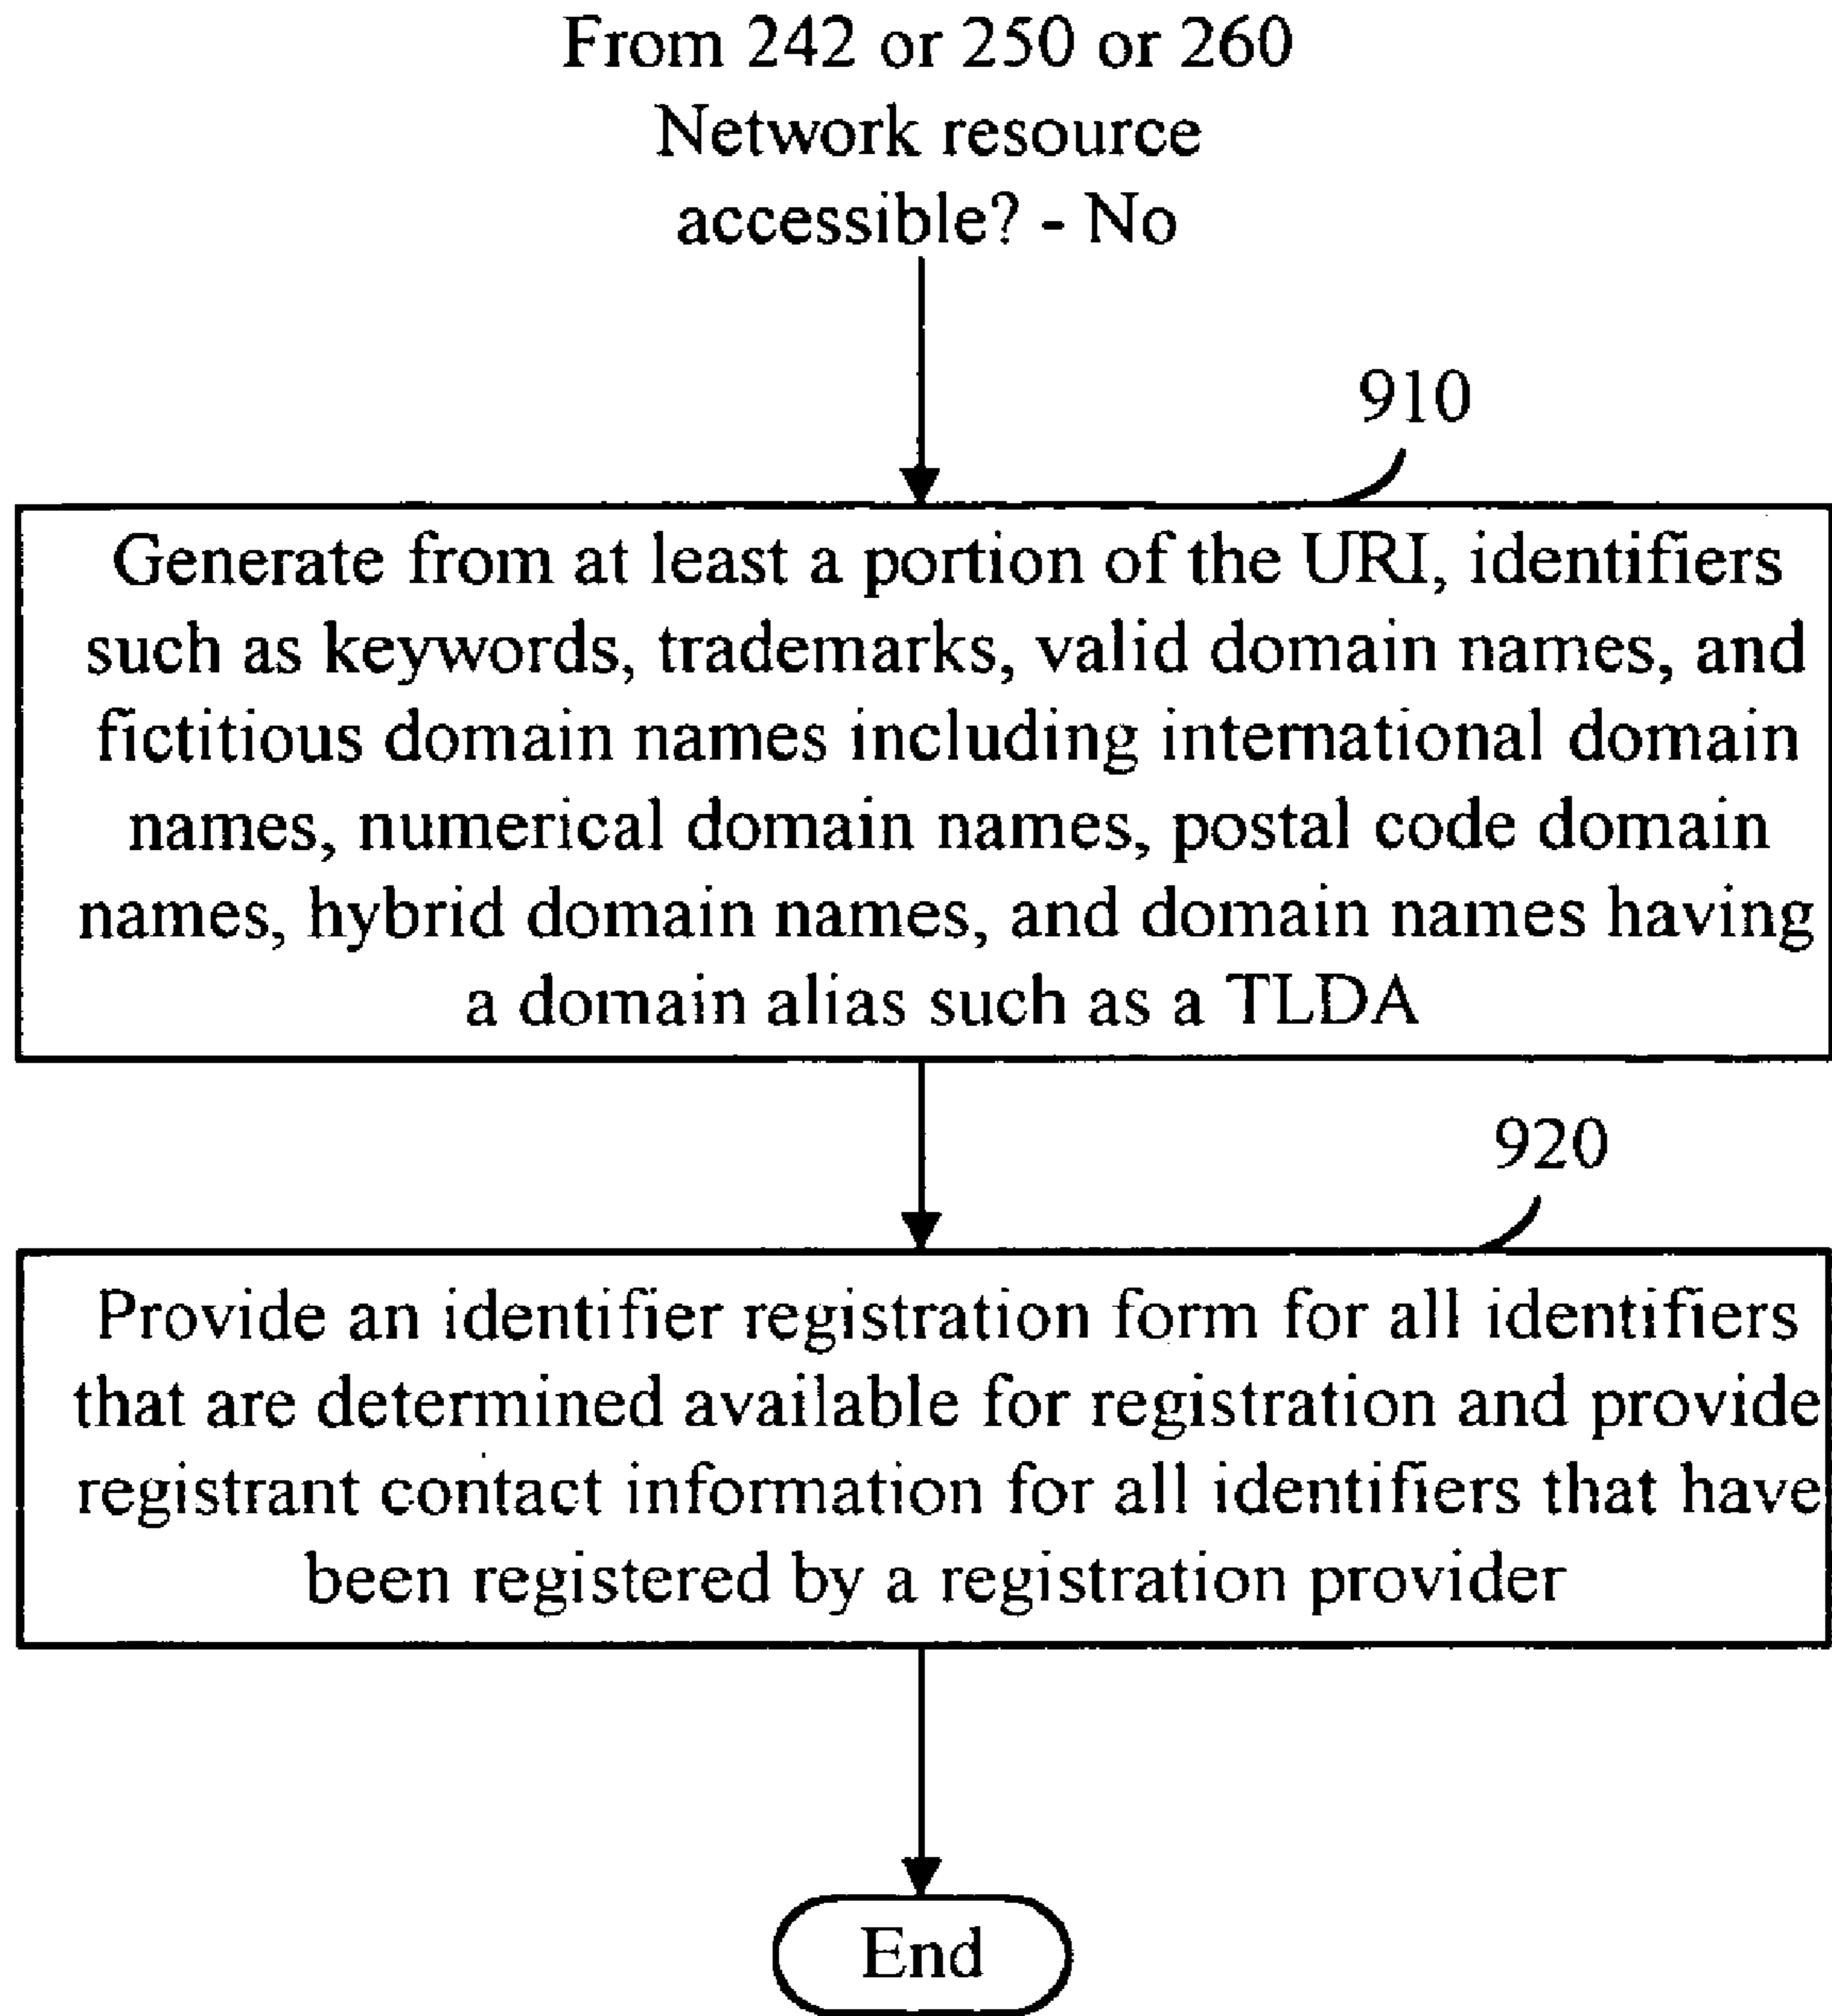 From 242 or 250 or 260
Network resource
accessible? - No
910
Generate from at least a portion of the URI, identifiers
such as keywords, trademarks, valid domain names, and
fictitious domain names including international domain
names, numerical domain names, postal code domain
names, hybrid domain names, and domain names having
a domain alias such as a TLDA
920
Provide an identifier registration form for all identifiers
that are determined available for registration and provide
registrant contact information for all identifiers that have
been registered by a registration provider
End